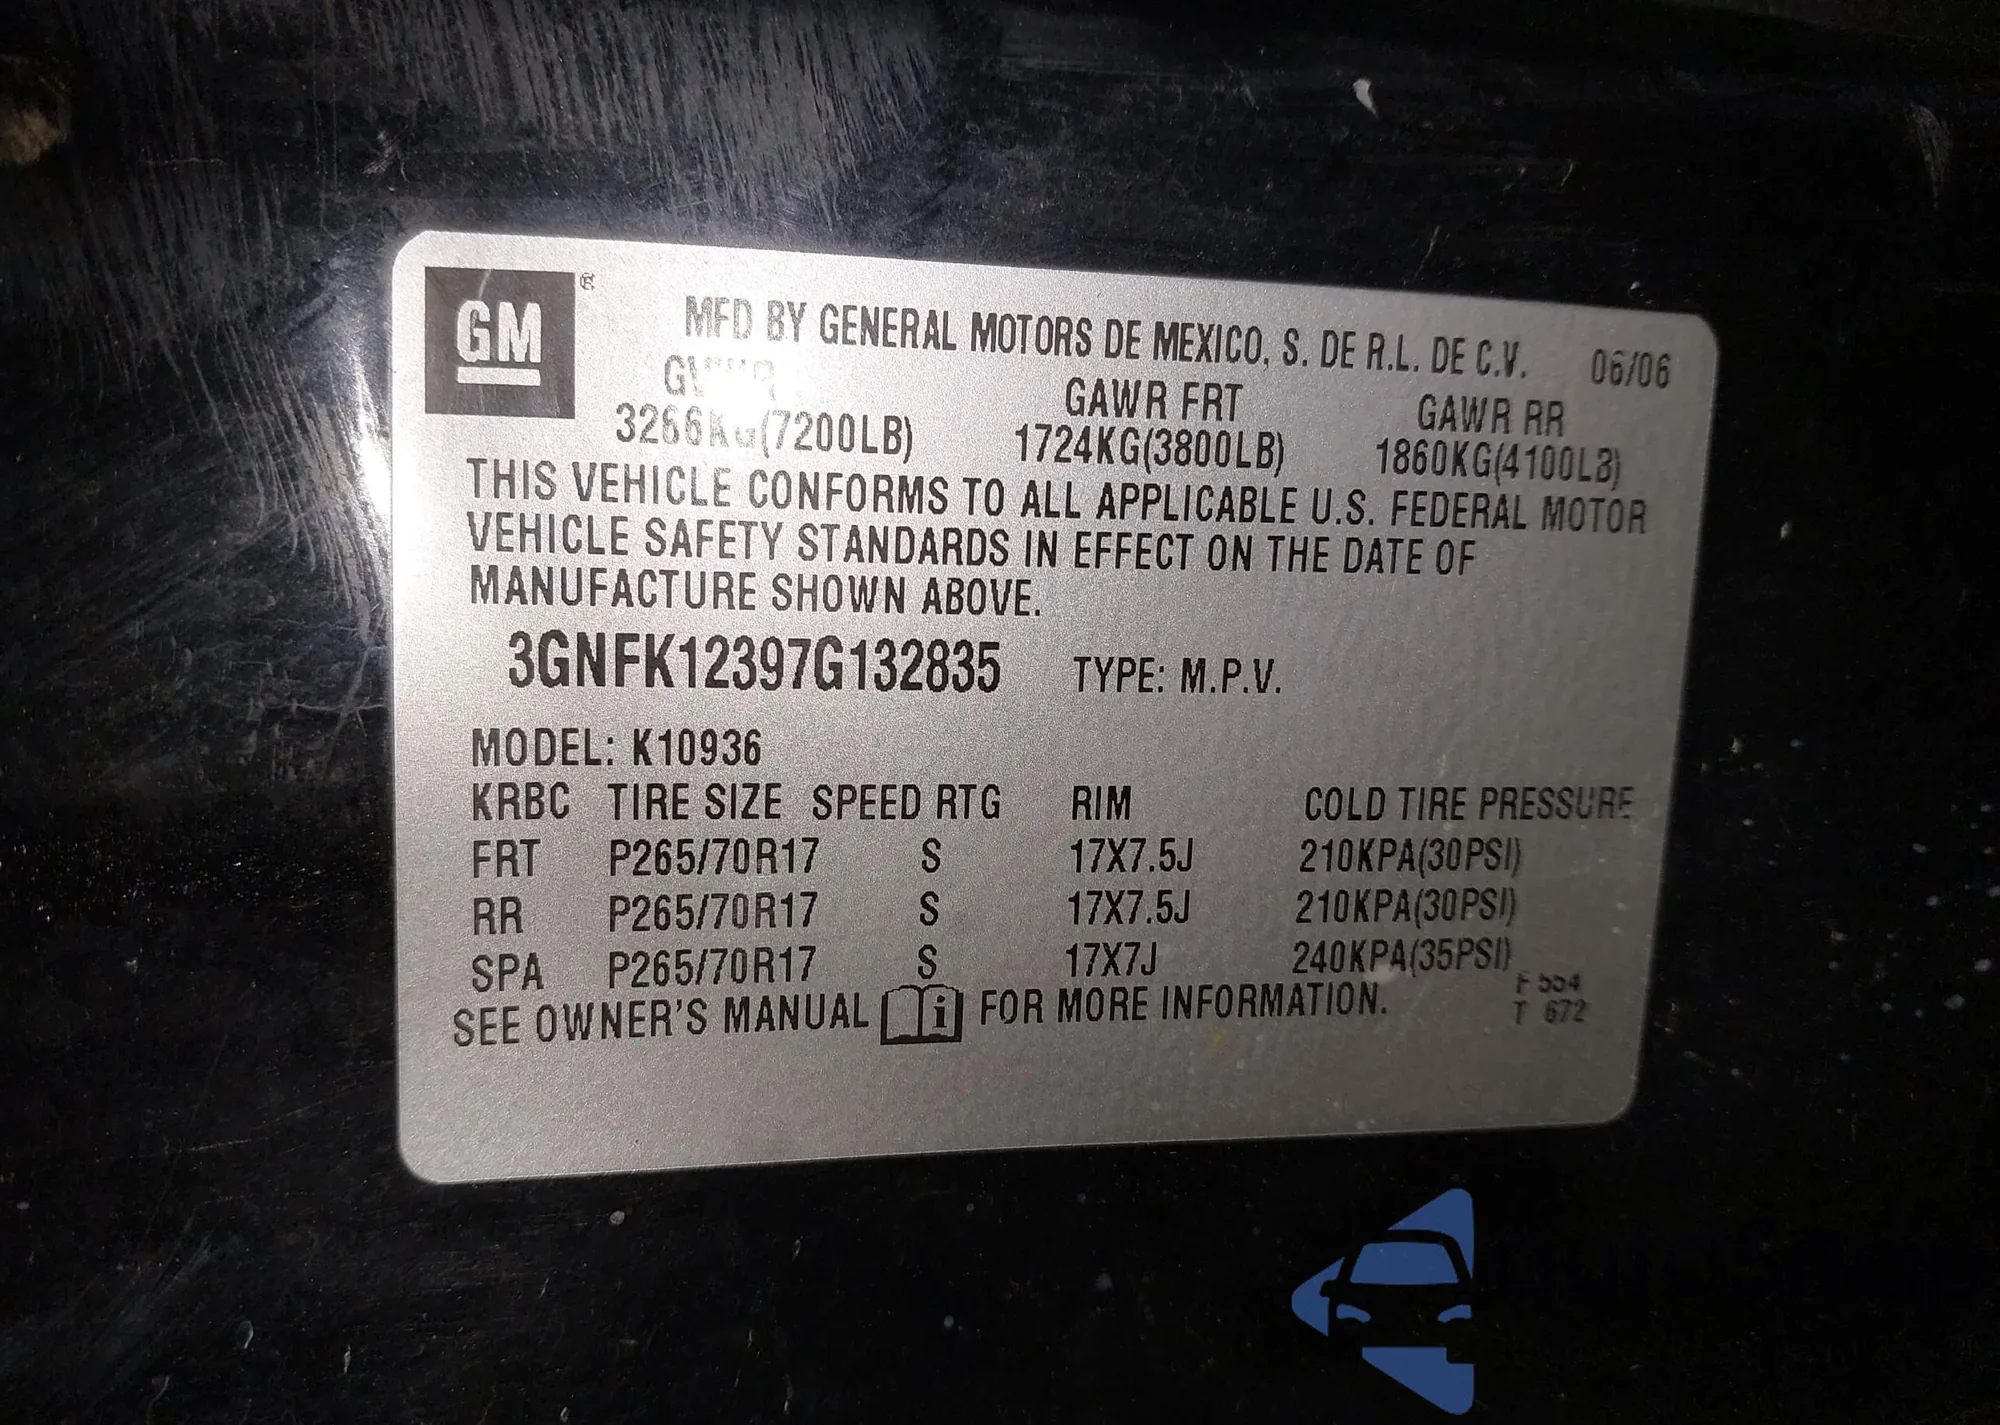 GM
MFD BY GENERAL MOTORS DE MEXICO, S. DE R.L. DE C.V. 06/06
GAWR FRT GAWR RR
3266KG(7200LB) 1724KG(3800LB) 1860KG(4100LB)
THIS VEHICLE CONFORMS TO ALL APPLICABLE U.S. FEDERAL MOTOR
VEHICLE SAFETY STANDARDS IN EFFECT ON THE DATE OF
MANUFACTURE SHOWN ABOVE.
3GNFK12397G132835 TYPE: M.P.V.
MODEL: K10936
KRBC TIRE SIZE SPEED RTG RIM COLD TIRE PRESSURE
FRT P265/70R17 S 17X7.5J 210KPA(30PSI)
RR P265/70R17 S 17X7.5J 210KPA(30PSI)
SPA P265/70R17 S 17X7J 240KPA(35PSI)
F 554
SEE OWNER'S MANUAL i FOR MORE INFORMATION. T 672